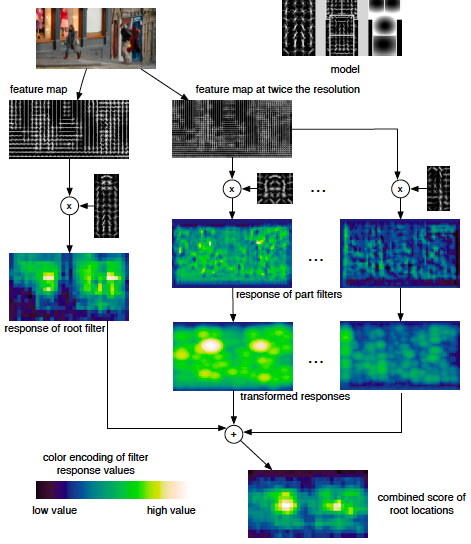 model
feature map
feature map at twice the resolution
x
x
...
x
...
response of part filters
response of root filter
...
transformed responses
+
color encoding of filter
response values
low value
high value
combined score of
root locations